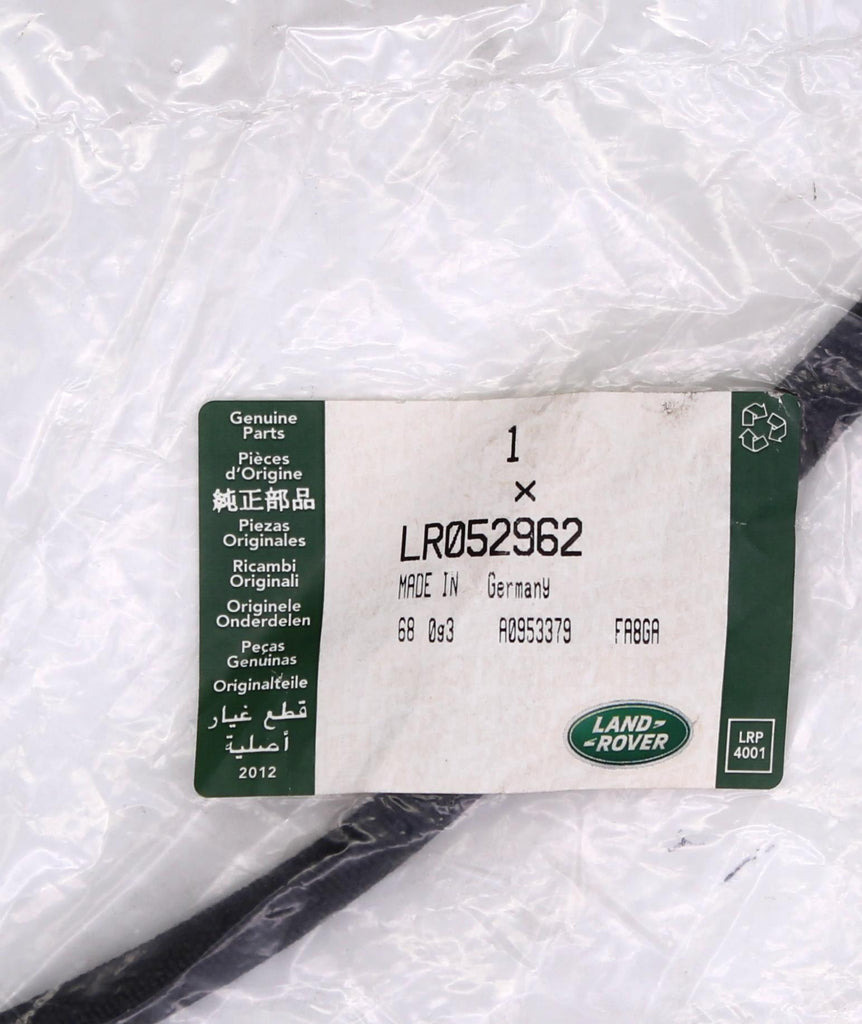 Genuine
Parts
Pièces
d'Origine
純正部品
Piezas
Originales
Ricambi
Originali
Originele
Onderdelen
Peças
Genuinas
Originalteile
قطع غيار
أصلية
2012
1
×
LR052962
MADE IN Germany
68 0g3 A0953379 FA8GA
LAND-
-ROVER
LRP
4001